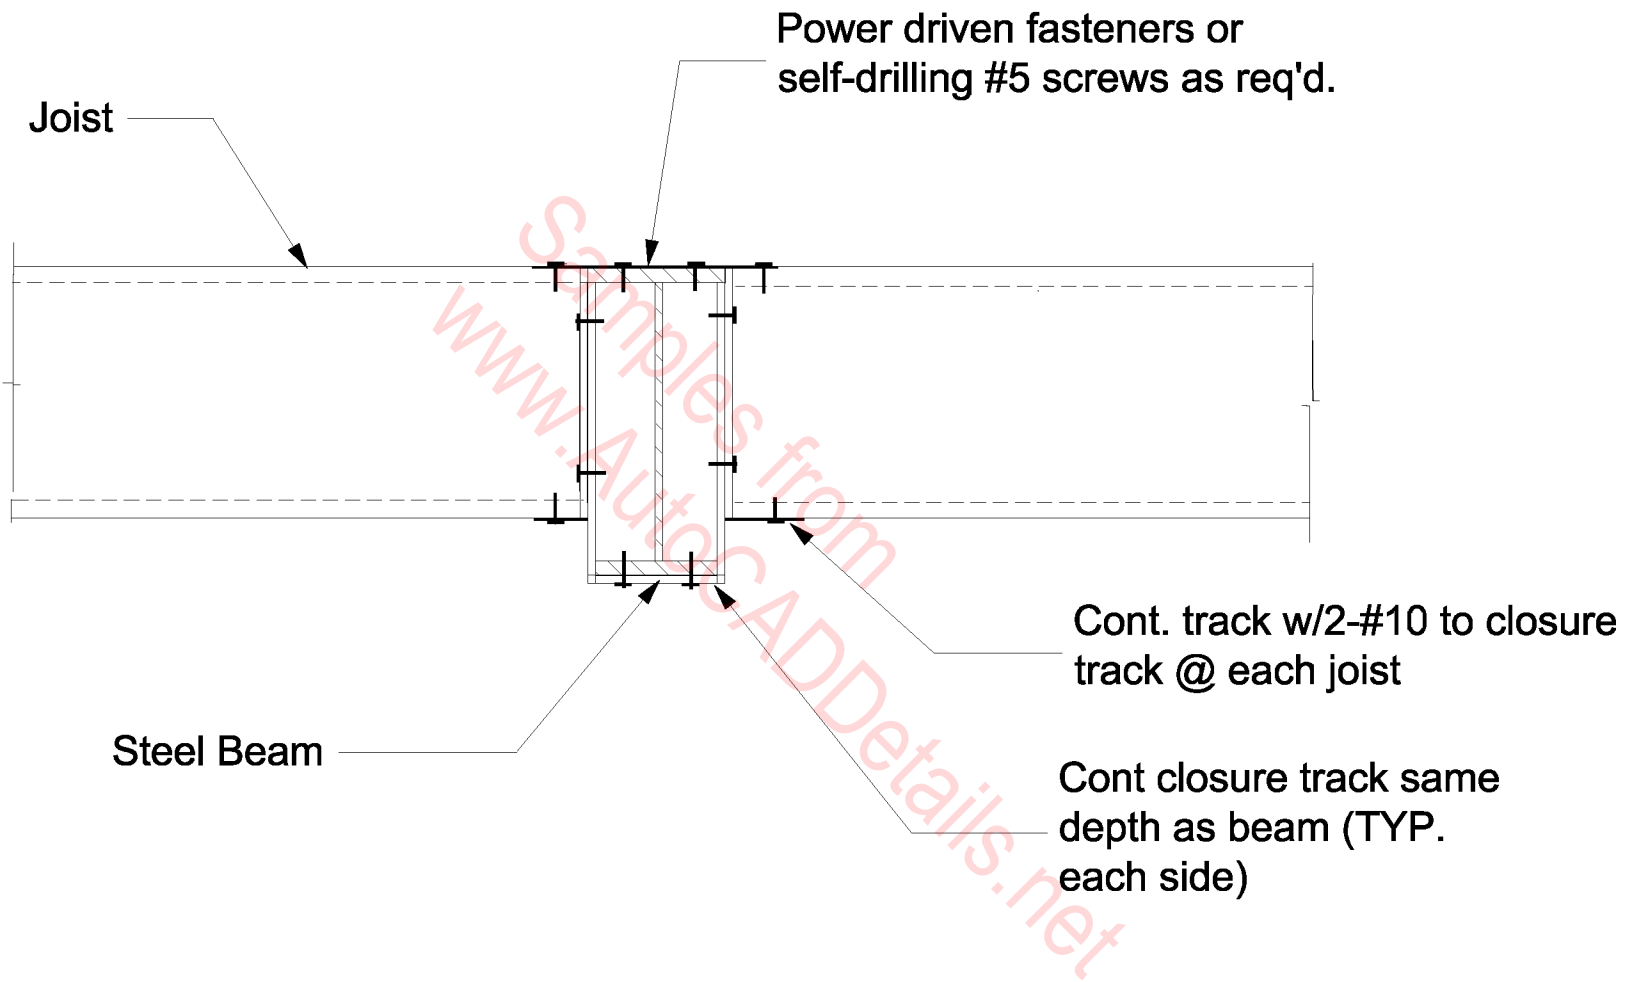 Power driven fasteners or
self-drilling #5 screws as req'd.
Joist
Samples from
www.AutoCADDetails.net
Cont. track w/2-#10 to closure
track @ each joist
Steel Beam
Cont closure track same
depth as beam (TYP.
each side)